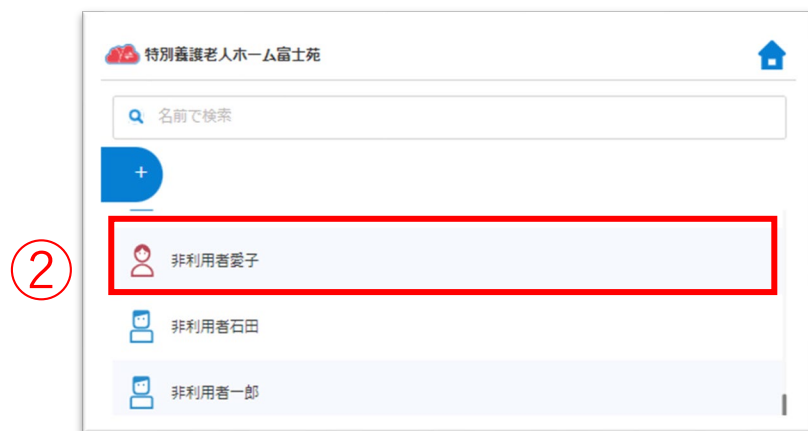 特別養護老人ホーム富士苑
名前で検索
+
②
非利用者愛子
非利用者石田
非利用者一郎